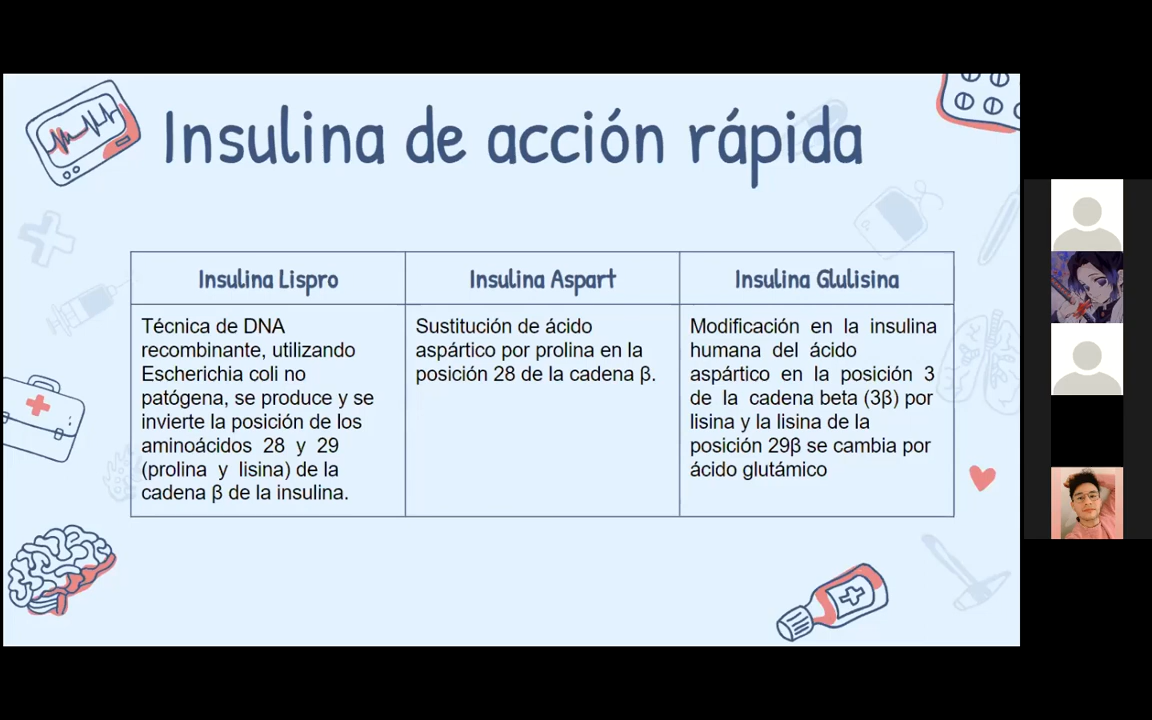 Insulina de acción rápida
Insulina Lispro
Insulina Aspart
Insulina Glulisina
Técnica de DNA
recombinante, utilizando
Escherichia coli no
patógena, se produce y se
invierte la posición de los
aminoácidos 28 y 29
(prolina y lisina) de la
cadena β de la insulina.
Sustitución de ácido
aspártico por prolina en la
posición 28 de la cadena β.
Modificación en la insulina
humana del ácido
aspártico en la posición 3
de la cadena beta (3β) por
lisina y la lisina de la
posición 29β se cambia por
ácido glutámico